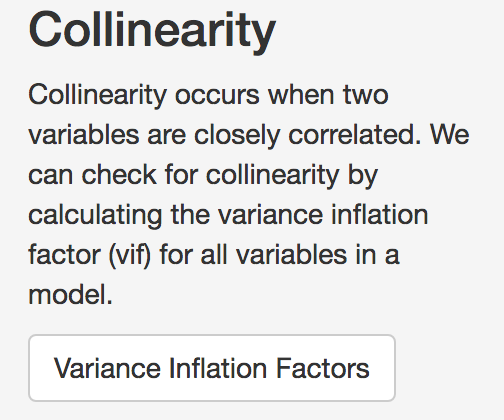 Collinearity
Collinearity occurs when two
variables are closely correlated. We
can check for collinearity by
calculating the variance inflation
factor (vif) for all variables in a
model.
Variance Inflation Factors